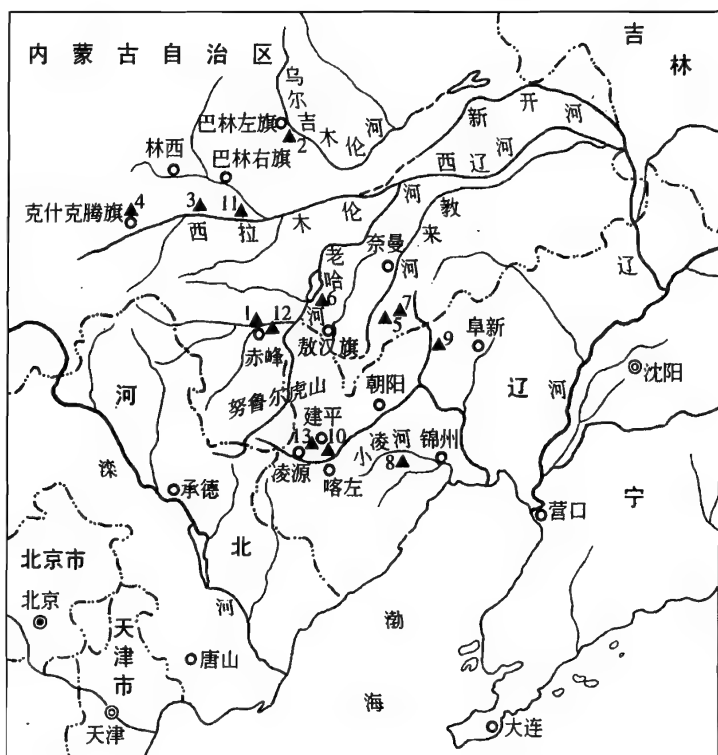 内蒙古自治区
吉林
乌尔吉木伦河
巴林左旗
2
林西
巴林右旗
新开河
西辽河
克什克腾旗
4
3
11
西拉木伦河
教来河
奈曼
老哈河
6
7
5
1
12
赤峰
敖汉旗
9
阜新
辽宁
辽河
沈阳
河北
努鲁尔虎山
朝阳
建平
13
10
凌源
喀左
小凌河
8
锦州
滦河
承德
营口
北京市
北京
天津市
天津
唐山
渤海
大连